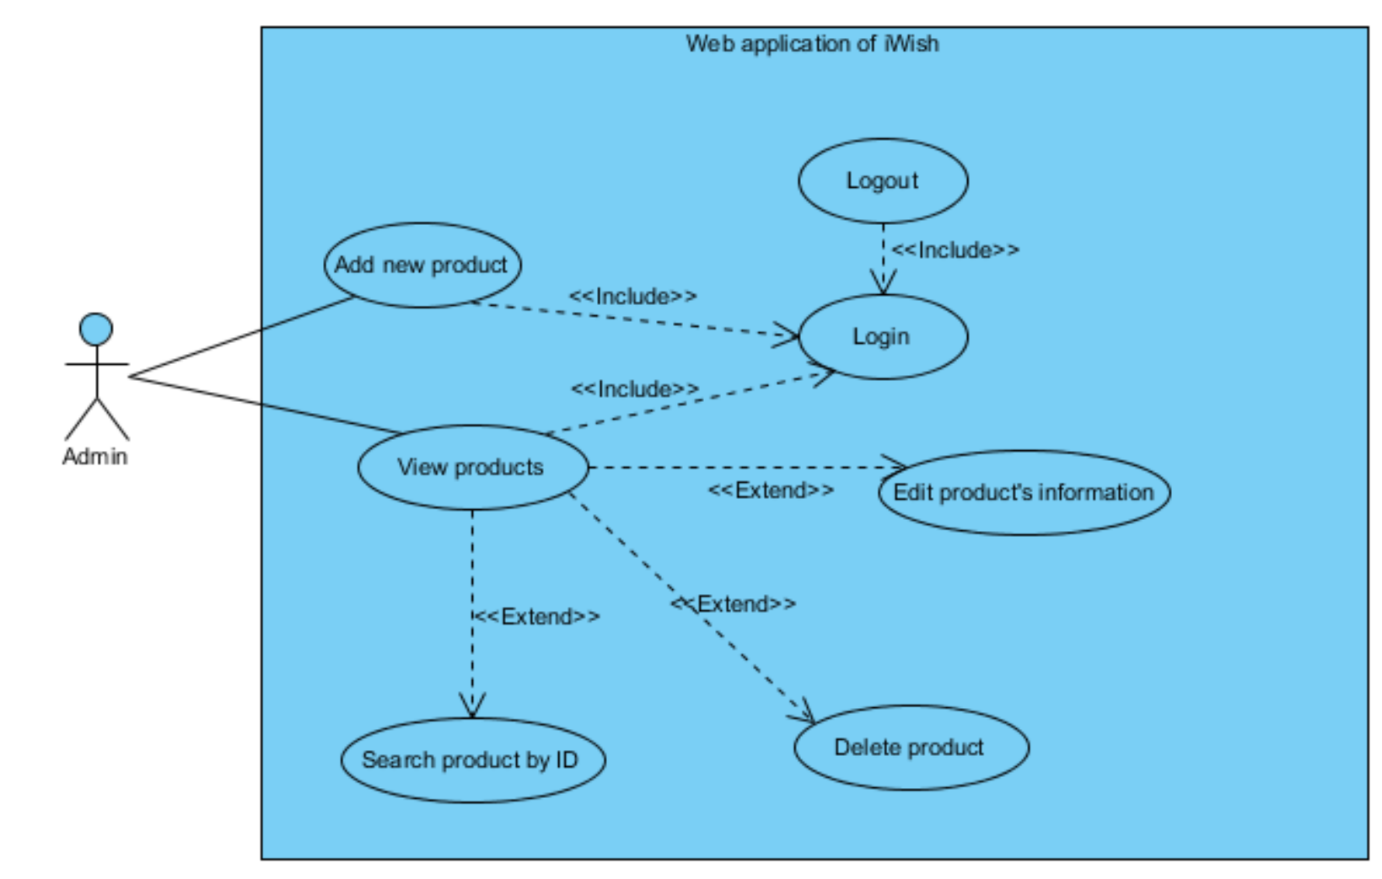 Web application of iWish
Logout
<<Include>>
Add new product
<<Include>>
Login
<<Include>>
Admin
View products
<<Extend>>
Edit product's information
<<Extend>>
<<Extend>>
Search product by ID
Delete product